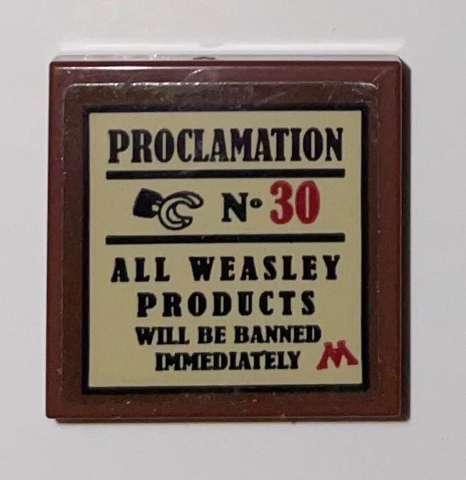 PROCLAMATION
Nº 30
ALL WEASLEY
PRODUCTS
WILL BE BANNED
IMMEDIATELY M